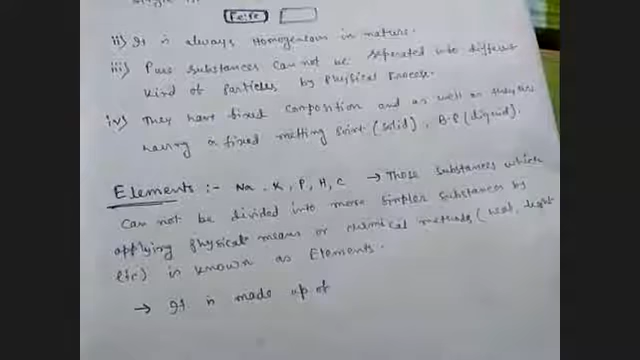 Fe:Fe
ii) It is always Homogeneous in nature.
iii) Pure substances can not be seperated into different
kind of Particles by Physical Process.
iv) They have fixed composition and as well as they are
having a fixed melting Point (solid), B.P (liquid).
Elements :- Na, K, P, H, C → Those substances which
can not be divided into more simpler substances by
applying physical means or chemical methods (heat, light
etc) is known as Elements.
→ It is made up of